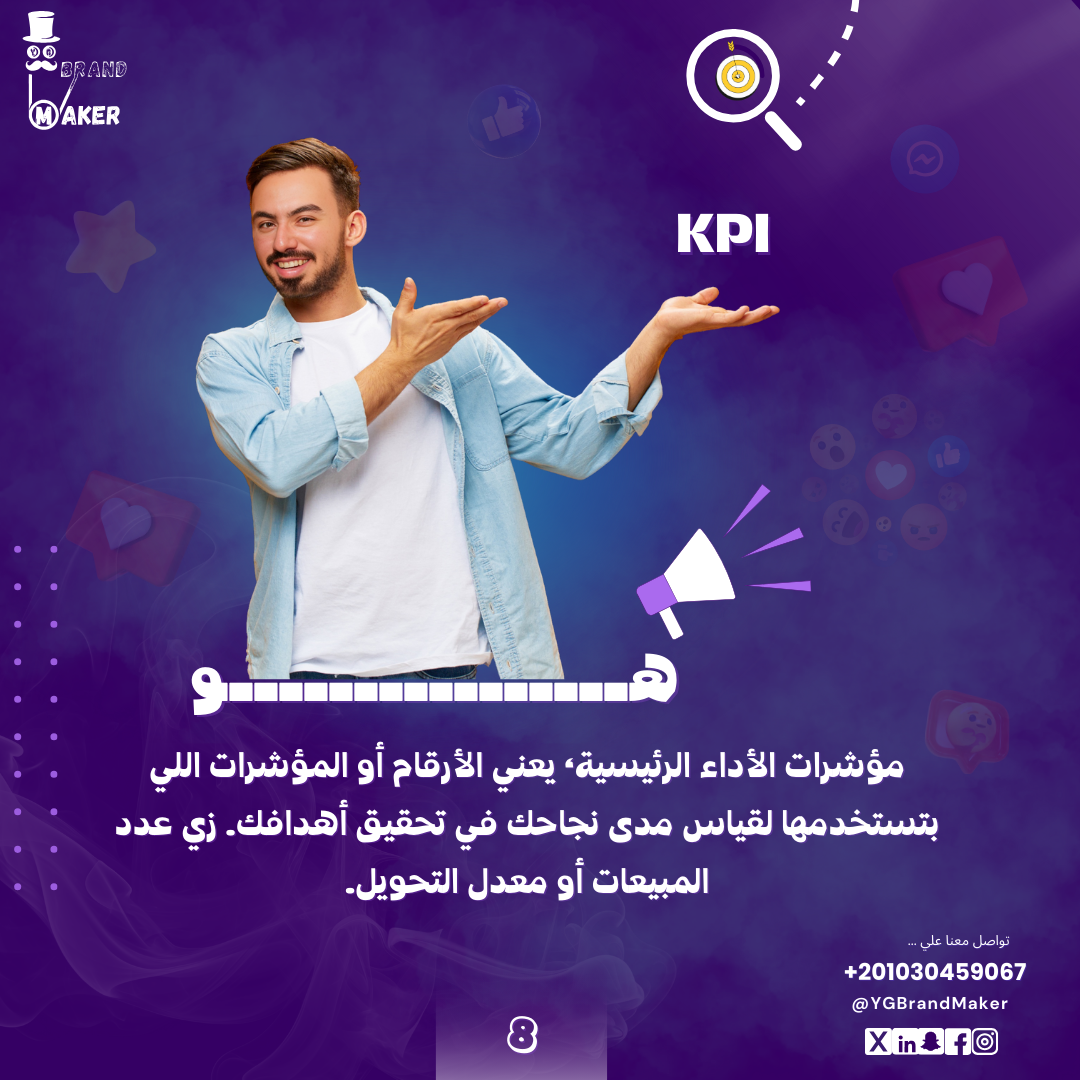 Y G
BRAND
MAKER
KPI
هـــــــــــــــــو
مؤشرات الأداء الرئيسية، يعني الأرقام أو المؤشرات اللي
بتستخدمها لقياس مدى نجاحك في تحقيق أهدافك. زي عدد
المبيعات أو معدل التحويل.
تواصل معنا علي ...
+201030459067
@YGBrandMaker
8